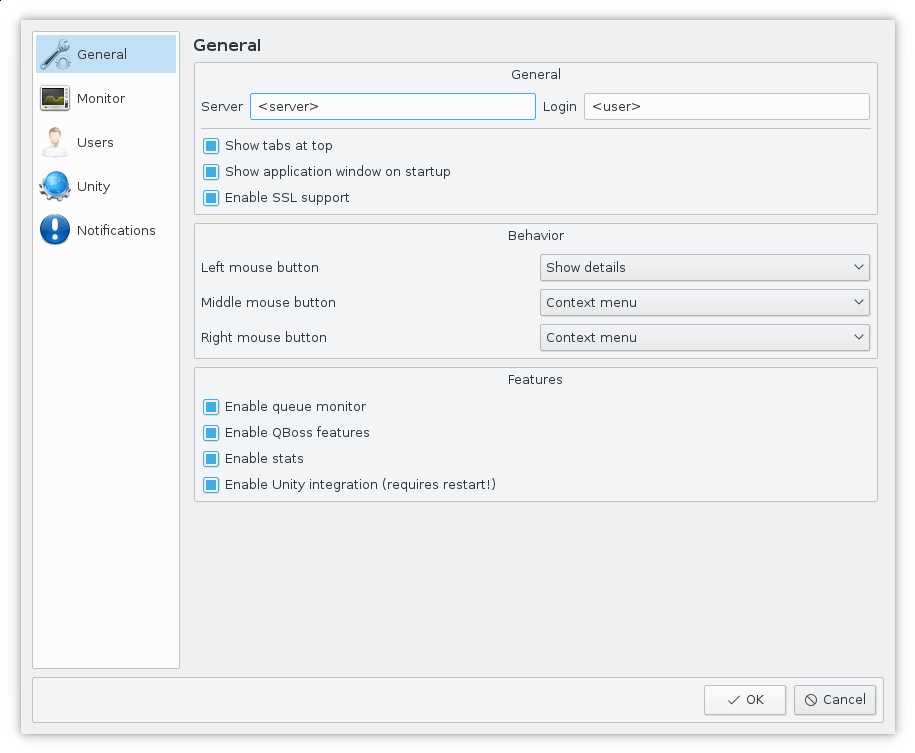 General
Monitor
Users
Unity
Notifications
General
General
Server <server> Login <user>
Show tabs at top
Show application window on startup
Enable SSL support
Behavior
Left mouse button Show details
Middle mouse button Context menu
Right mouse button Context menu
Features
Enable queue monitor
Enable QBoss features
Enable stats
Enable Unity integration (requires restart!)
OK Cancel